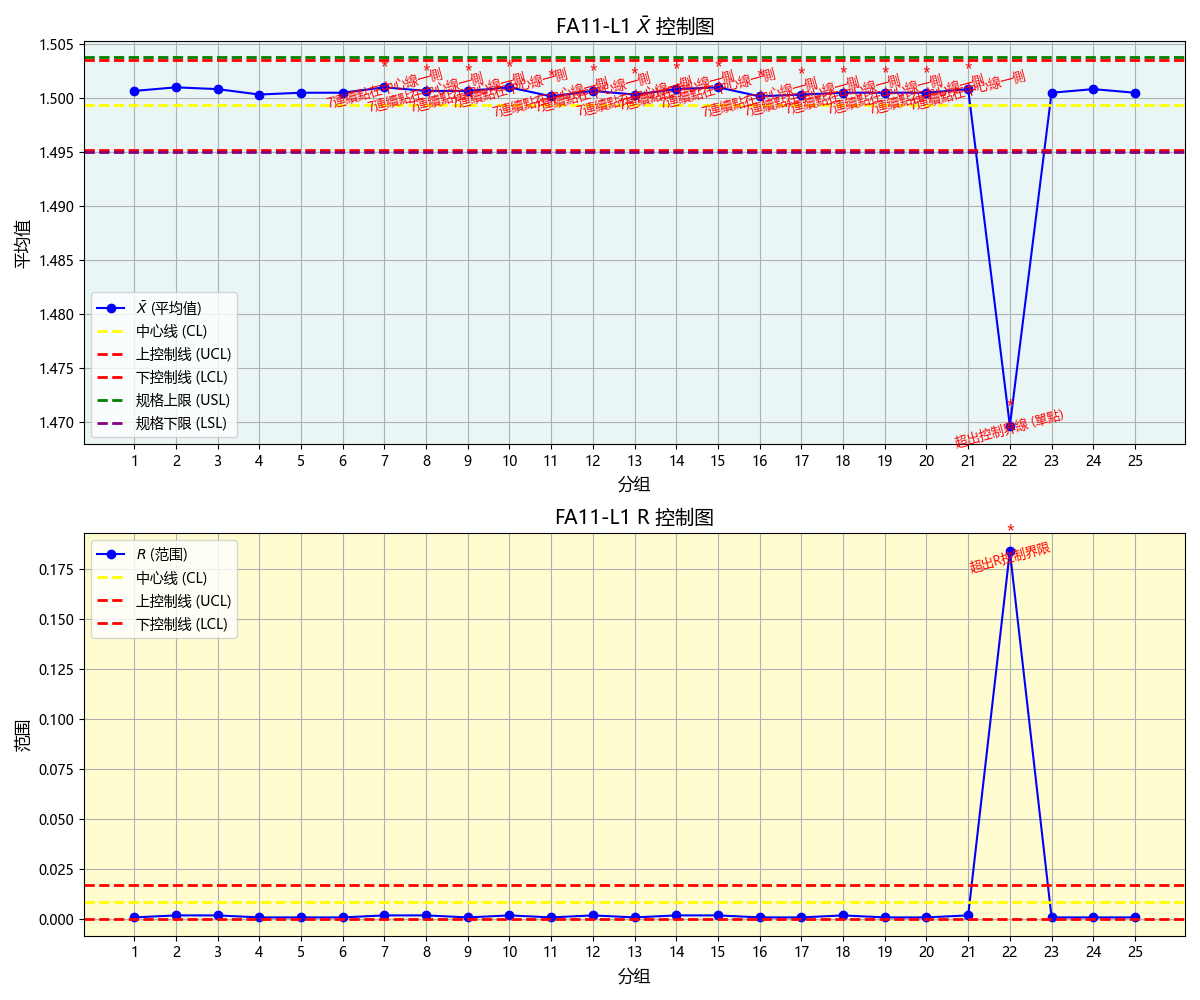 FA11-L1 X̄ 控制图
1.505
1.500
1.495
1.490
1.485
1.480
1.475
1.470
平均值
X̄ (平均值)
中心线 (CL)
上控制线 (UCL)
下控制线 (LCL)
规格上限 (USL)
规格下限 (LSL)
*
超出控制界線 (單點)
1 2 3 4 5 6 7 8 9 10 11 12 13 14 15 16 17 18 19 20 21 22 23 24 25
分组
FA11-L1 R 控制图
0.175
0.150
0.125
0.100
0.075
0.050
0.025
0.000
范围
R (范围)
中心线 (CL)
上控制线 (UCL)
下控制线 (LCL)
*
超出R控制界限
1 2 3 4 5 6 7 8 9 10 11 12 13 14 15 16 17 18 19 20 21 22 23 24 25
分组